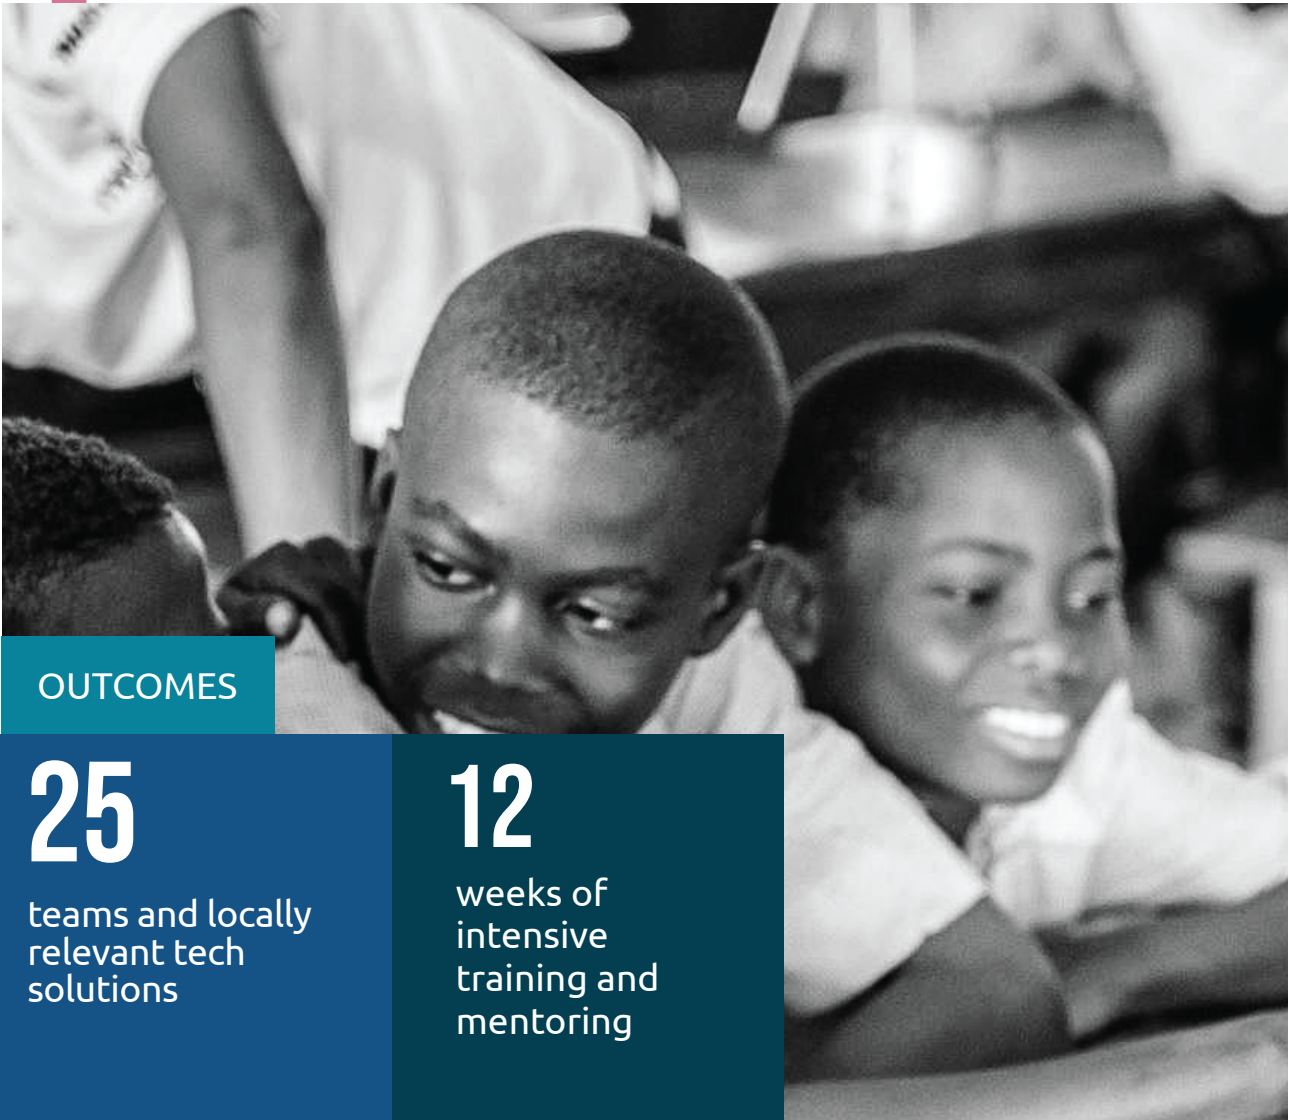 OUTCOMES
25
teams and locally
relevant tech
solutions
12
weeks of
intensive
training and
mentoring